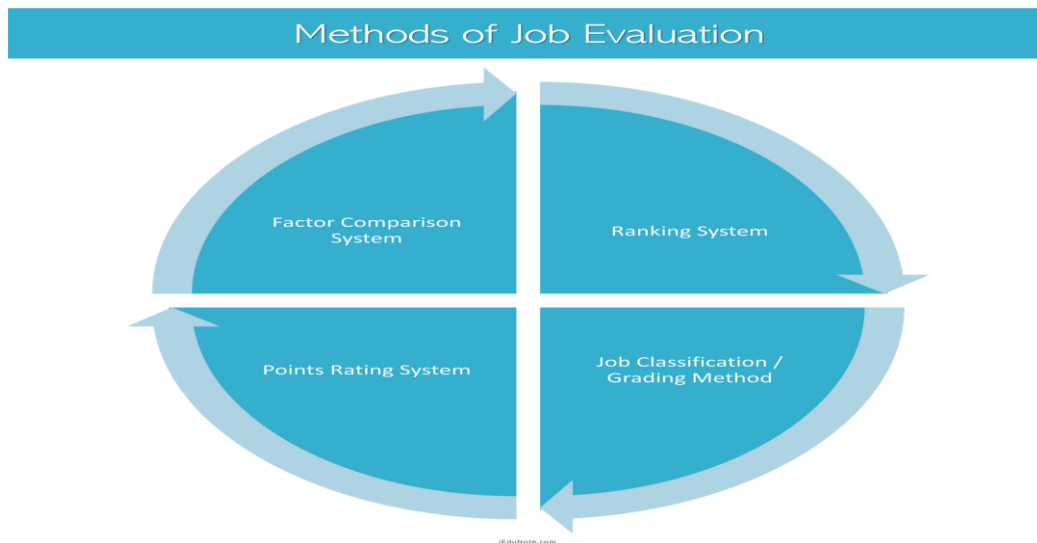 Methods of Job Evaluation
Factor Comparison
System
Ranking System
Points Rating System
Job Classification /
Grading Method
iEduNote.com